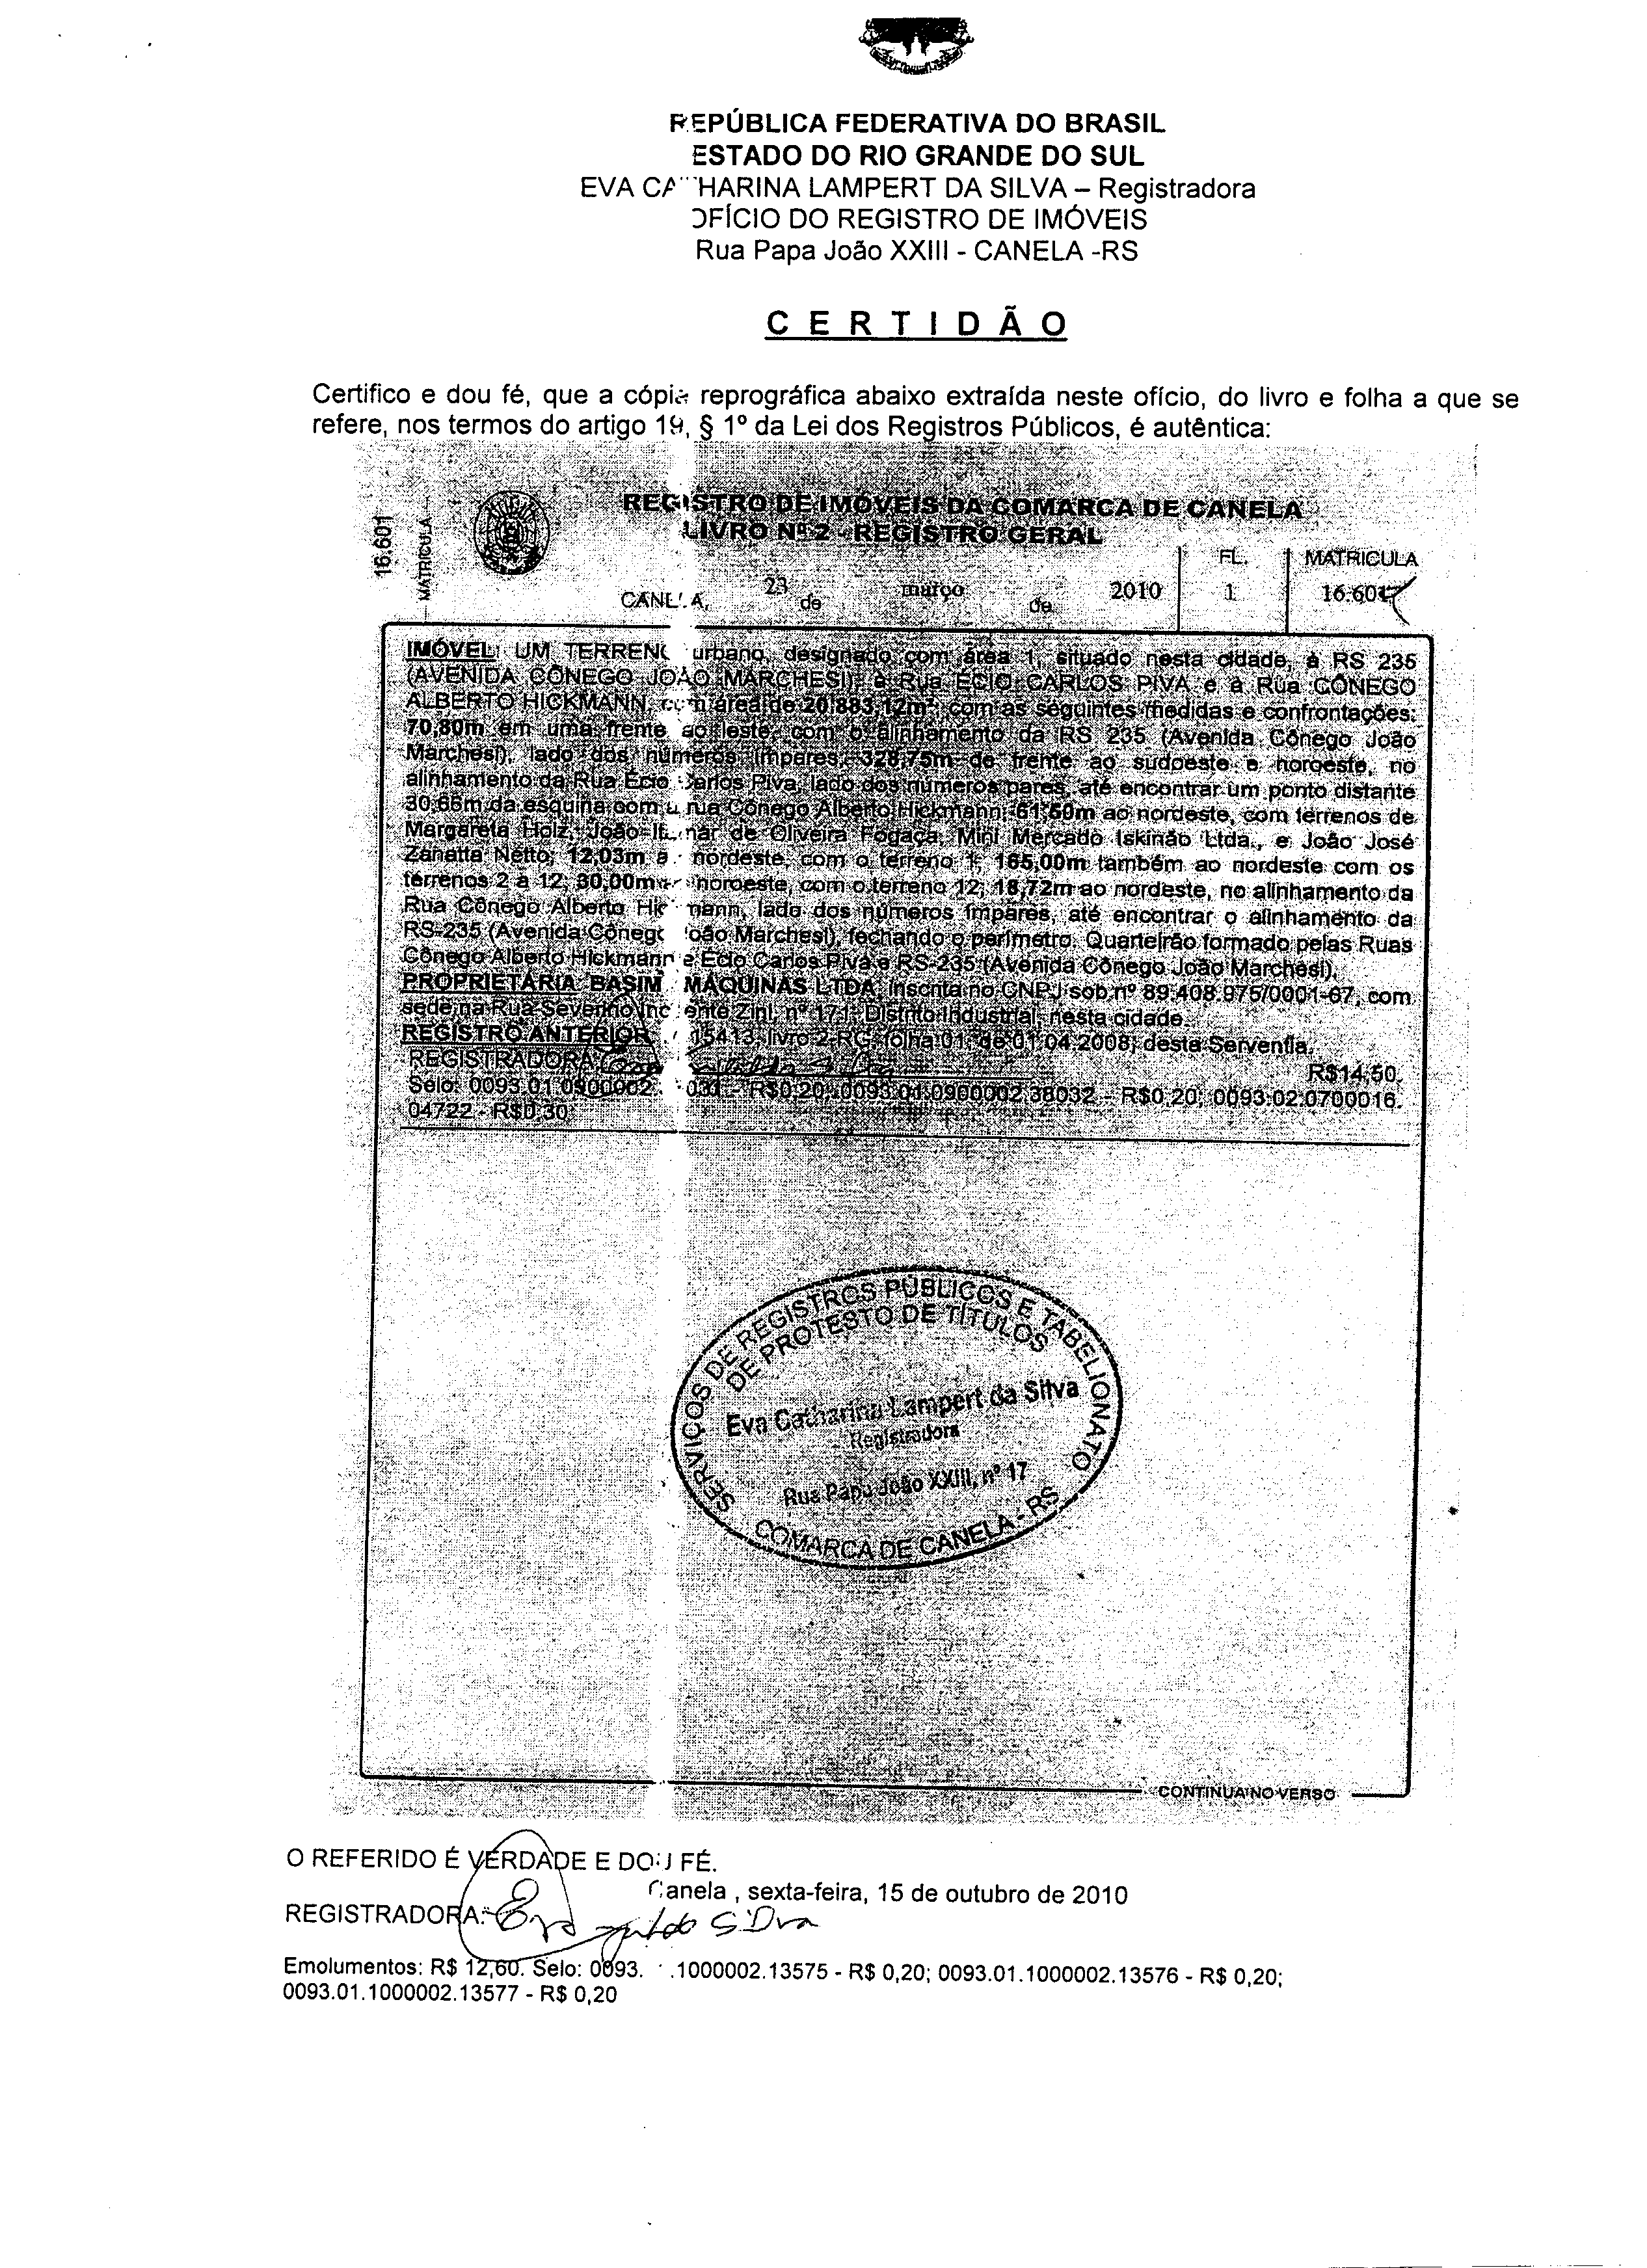 REPÚBLICA FEDERATIVA DO BRASIL
ESTADO DO RIO GRANDE DO SUL
EVA CATHARINA LAMPERT DA SILVA – Registradora
OFÍCIO DO REGISTRO DE IMÓVEIS
Rua Papa João XXIII - CANELA -RS
CERTIDÃO
Certifico e dou fé, que a cópia reprográfica abaixo extraída neste ofício, do livro e folha a que se
refere, nos termos do artigo 19, § 1º da Lei dos Registros Públicos, é autêntica:
16.601
MATRÍCULA
REGISTRO DE IMÓVEIS DA COMARCA DE CANELA
LIVRO Nº 2 - REGISTRO GERAL
FL. MATRICULA
CANELA, 23 de março de 2010 1 16.601
IMÓVEL: UM TERRENO urbano, designado com área 1, situado nesta cidade, à RS 235
(AVENIDA CÔNEGO JOÃO MARCHESI), à Rua ÉCIO CARLOS PIVA e à Rua CÔNEGO
ALBERTO HICKMANN, com área de 20.883,12m², com as seguintes medidas e confrontações:
70,80m em uma frente ao leste, com o alinhamento da RS 235 (Avenida Cônego João
Marchesi), lado dos números ímpares, 328,75m de frente ao sudoeste e noroeste, no
alinhamento da Rua Écio Carlos Piva, lado dos números pares, até encontrar um ponto distante
30,66m da esquina com a rua Cônego Alberto Hickmann; 61,50m ao nordeste, com terrenos de
Margareta Holz, João de Oliveira Fogaça, Mini Mercado Iskinão Ltda., e João José
Zanatta Netto; 12,03m a nordeste, com o terreno 1; 165,00m também ao nordeste com os
terrenos 2 a 12; 30,00m noroeste, com o terreno 12; 18,72m ao nordeste, no alinhamento da
Rua Cônego Alberto Hickmann, lado dos números ímpares, até encontrar o alinhamento da
RS-235 (Avenida Cônego João Marchesi), fechando o perímetro. Quarteirão formado pelas Ruas
Cônego Alberto Hickmann e Écio Carlos Piva e RS-235 (Avenida Cônego João Marchesi).
PROPRIETÁRIA: MÁQUINAS LTDA, inscrita no CNPJ sob nº 89.408.975/0001-67, com
sede na Rua Severino Inocente Zini, nº 171, Distrito Industrial, nesta cidade.
REGISTRO ANTERIOR: 15413, livro 2-RG, folha 01, de 01.04.2008, desta Serventia.
REGISTRADORA: R$14,50.
Selo: 0093.01.0900002. 031 - R$0,20; 0093.01.0900002.38032 - R$0,20; 0093.02.0700016.
04722 - R$0,30
SERVIÇOS DE REGISTROS PÚBLICOS E TABELIONATO
DE PROTESTO DE TÍTULOS
Eva Catharina Lampert da Silva
Registradora
Rua Papa João XXIII, nº 17
COMARCA DE CANELA - RS
CONTINUA NO VERSO
O REFERIDO É VERDADE E DOU FÉ.
Canela , sexta-feira, 15 de outubro de 2010
REGISTRADORA:
Emolumentos: R$ 12,60. Selo: 0093. .1000002.13575 - R$ 0,20; 0093.01.1000002.13576 - R$ 0,20;
0093.01.1000002.13577 - R$ 0,20